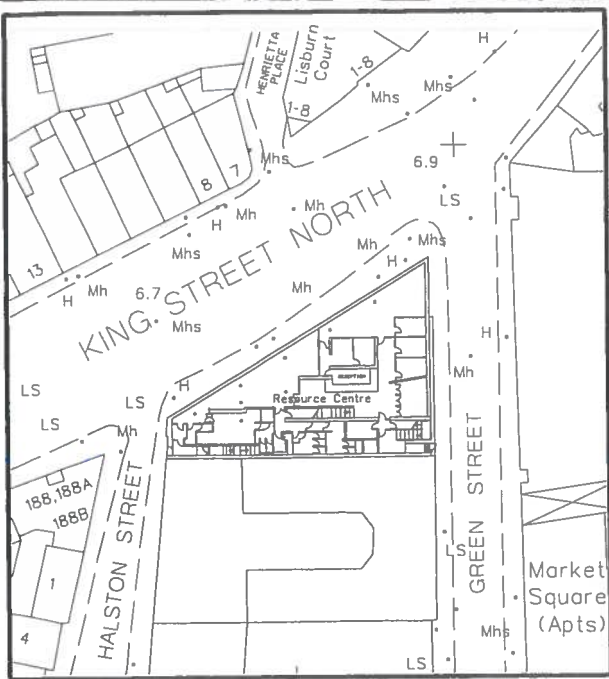 H
HENRIETTA
PLACE
Lisburn
Court
1-8
1-8
Mhs
Mhs
Mhs
6.9
LS
7
8
13
H
Mh
Mhs
Mh
Mh
Mhs
H
KING STREET NORTH
H
Mh
6.7
Mhs
Mh
H
Mh
RECEPTION
Resource Centre
H
LS
LS
LS
Mh
188,188A
188B
1
4
HALSTON STREET
GREEN STREET
LS
Market
Square
(Apts)
Mhs
LS